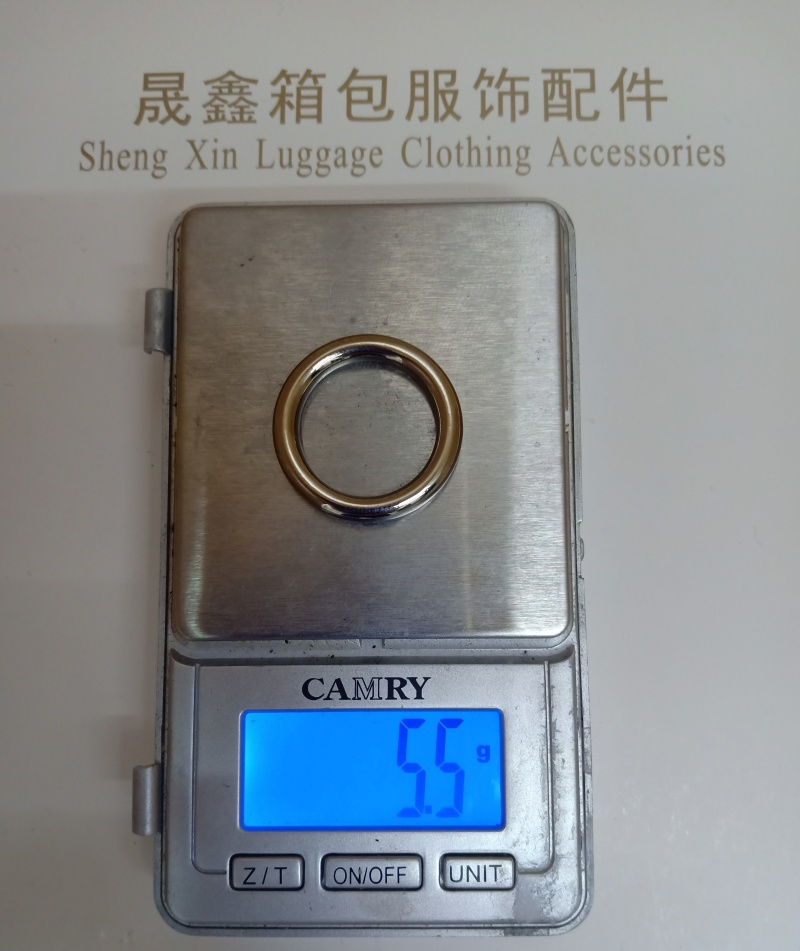 晟鑫箱包服饰配件
Sheng Xin Luggage Clothing Accessories
CAMRY
5.5 g
Z/T ON/OFF UNIT